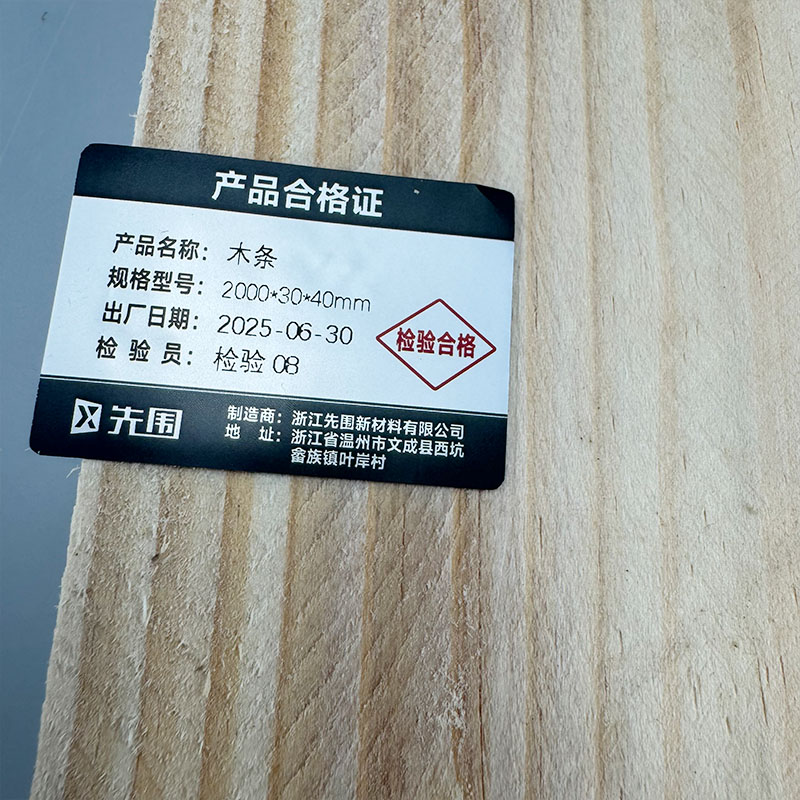 产品合格证
产品名称: 木条
规格型号: 2000*30*40mm
出厂日期: 2025-06-30
检验员: 检验 08
检验合格
先围
制造商: 浙江先围新材料有限公司
地 址: 浙江省温州市文成县西坑
畲族镇叶岸村